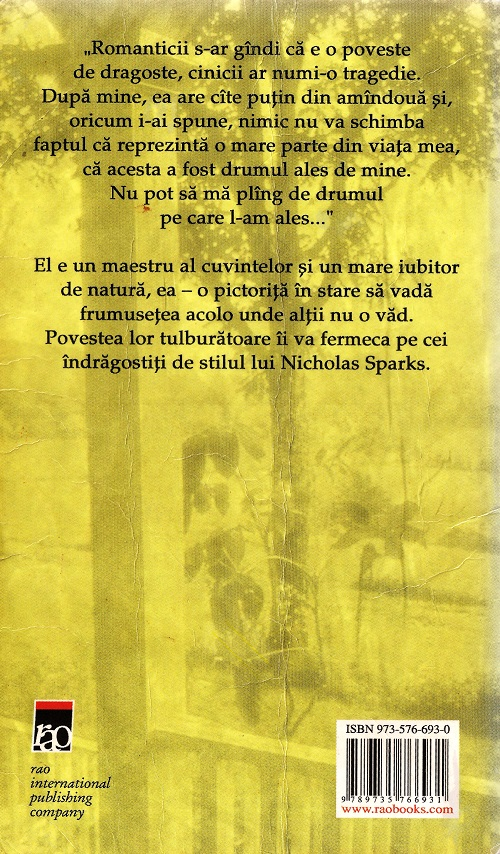 „Romanticii s-ar gîndi că e o poveste
de dragoste, cinicii ar numi-o tragedie.
După mine, ea are cîte puțin din amîndouă și,
oricum i-ai spune, nimic nu va schimba
faptul că reprezintă o mare parte din viața mea,
că acesta a fost drumul ales de mine.
Nu pot să mă plîng de drumul
pe care l-am ales..."
El e un maestru al cuvintelor și un mare iubitor
de natură, ea – o pictoriță în stare să vadă
frumusețea acolo unde alții nu o văd.
Povestea lor tulburătoare îi va fermeca pe cei
îndrăgostiți de stilul lui Nicholas Sparks.
rao
rao
international
publishing
company
ISBN 973-576-693-0
9 789735 766931
www.raobooks.com